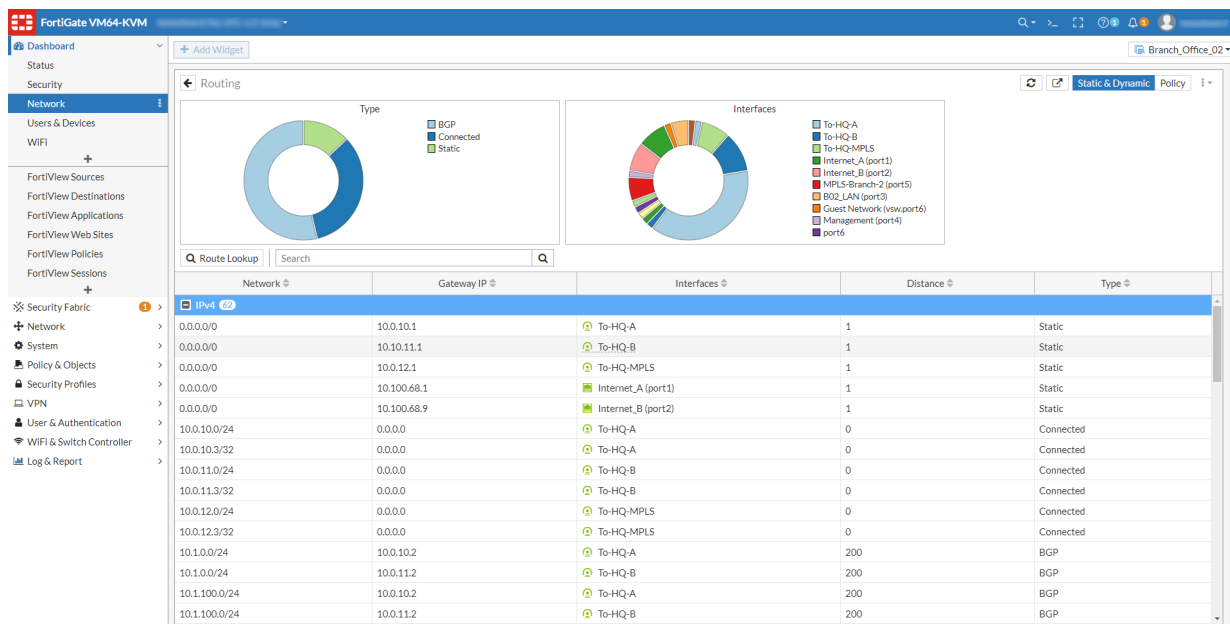 FortiGate VM64-KVM
1
1
Dashboard
Status
Security
Network
Users & Devices
WiFi
+
FortiView Sources
FortiView Destinations
FortiView Applications
FortiView Web Sites
FortiView Policies
FortiView Sessions
+
Security Fabric 1
Network
System
Policy & Objects
Security Profiles
VPN
User & Authentication
WiFi & Switch Controller
Log & Report
+ Add Widget
Branch_Office_02
Routing
Static & Dynamic Policy
Type
BGP
Connected
Static
Interfaces
To-HQ-A
To-HQ-B
To-HQ-MPLS
Internet_A (port1)
Internet_B (port2)
MPLS-Branch-2 (port5)
B02_LAN (port3)
Guest Network (vsw.port6)
Management (port4)
port6
Route Lookup Search
Network Gateway IP Interfaces Distance Type
IPv4 62
0.0.0.0/0 10.0.10.1 To-HQ-A 1 Static
0.0.0.0/0 10.10.11.1 To-HQ-B 1 Static
0.0.0.0/0 10.0.12.1 To-HQ-MPLS 1 Static
0.0.0.0/0 10.100.68.1 Internet_A (port1) 1 Static
0.0.0.0/0 10.100.68.9 Internet_B (port2) 1 Static
10.0.10.0/24 0.0.0.0 To-HQ-A 0 Connected
10.0.10.3/32 0.0.0.0 To-HQ-A 0 Connected
10.0.11.0/24 0.0.0.0 To-HQ-B 0 Connected
10.0.11.3/32 0.0.0.0 To-HQ-B 0 Connected
10.0.12.0/24 0.0.0.0 To-HQ-MPLS 0 Connected
10.0.12.3/32 0.0.0.0 To-HQ-MPLS 0 Connected
10.1.0.0/24 10.0.10.2 To-HQ-A 200 BGP
10.1.0.0/24 10.0.11.2 To-HQ-B 200 BGP
10.1.100.0/24 10.0.10.2 To-HQ-A 200 BGP
10.1.100.0/24 10.0.11.2 To-HQ-B 200 BGP